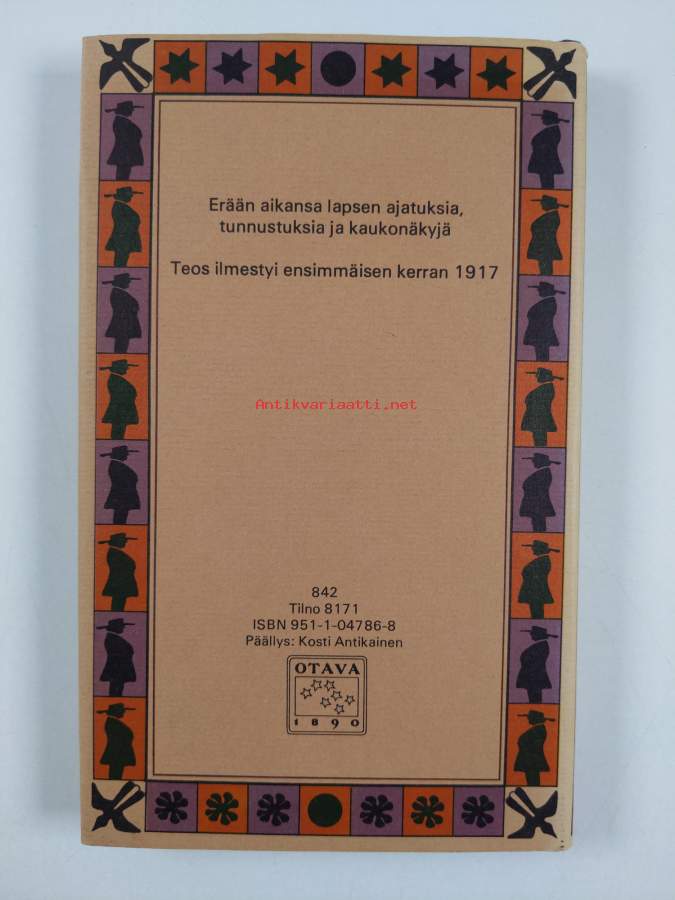 Erään aikansa lapsen ajatuksia,
tunnustuksia ja kaukonäkyjä
Teos ilmestyi ensimmäisen kerran 1917
Antikvariaatti.net
842
Tilno 8171
ISBN 951-1-04786-8
Päällys: Kosti Antikainen
OTAVA
1890